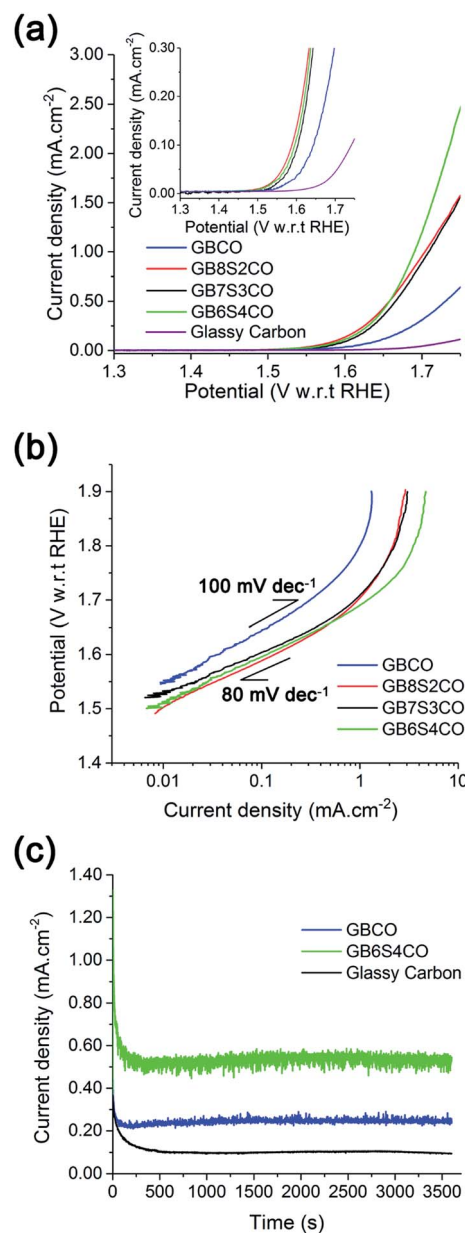 (a)
3.00
2.50
2.00
1.50
1.00
0.50
0.00
Current density (mA.cm⁻²)
1.3 1.4 1.5 1.6 1.7
Potential (V w.r.t RHE)
0.30
0.20
0.10
0.00
Current density (mA.cm⁻²)
1.3 1.4 1.5 1.6 1.7 1.8
Potential (V w.r.t RHE)
GBCO
GB8S2CO
GB7S3CO
GB6S4CO
Glassy Carbon
(b)
1.9
1.8
1.7
1.6
1.5
1.4
Potential (V w.r.t RHE)
100 mV dec⁻¹
80 mV dec⁻¹
GBCO
GB8S2CO
GB7S3CO
GB6S4CO
0.01 0.1 1 10
Current density (mA.cm⁻²)
(c)
1.40
1.20
1.00
0.80
0.60
0.40
0.20
0.00
Current density (mA.cm⁻²)
GBCO
GB6S4CO
Glassy Carbon
0 500 1000 1500 2000 2500 3000 3500
Time (s)